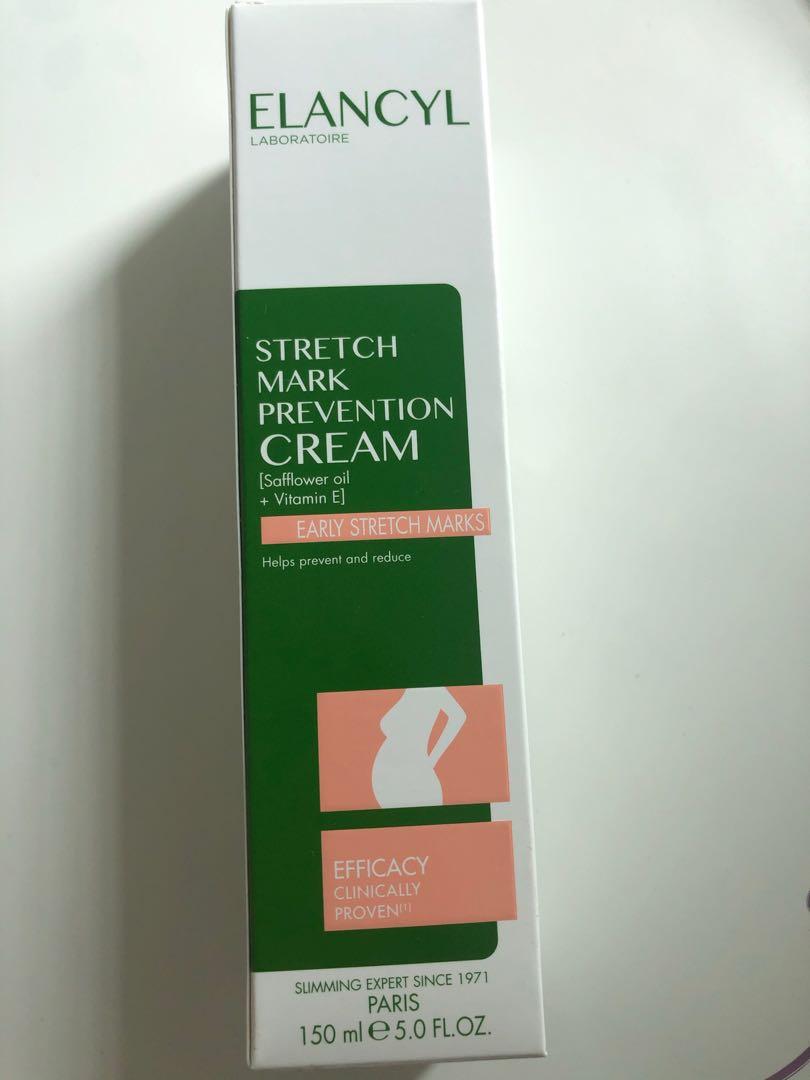 ELANCYL
LABORATOIRE
STRETCH
MARK
PREVENTION
CREAM
[Safflower oil
+ Vitamin E]
EARLY STRETCH MARKS
Helps prevent and reduce
EFFICACY
CLINICALLY
PROVEN[1]
SLIMMING EXPERT SINCE 1971
PARIS
150 ml ℮ 5.0 FL.OZ.